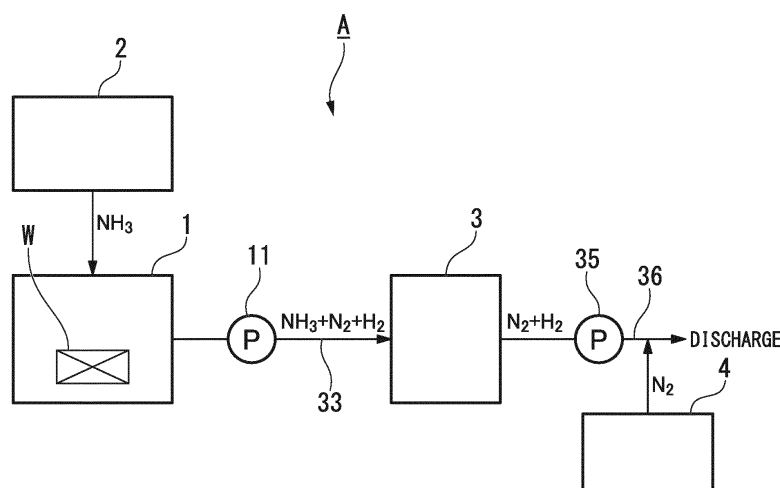 A
2
NH₃
W
1
11
NH₃+N₂+H₂
33
3
N₂+H₂
35
36
DISCHARGE
N₂
4
P
P